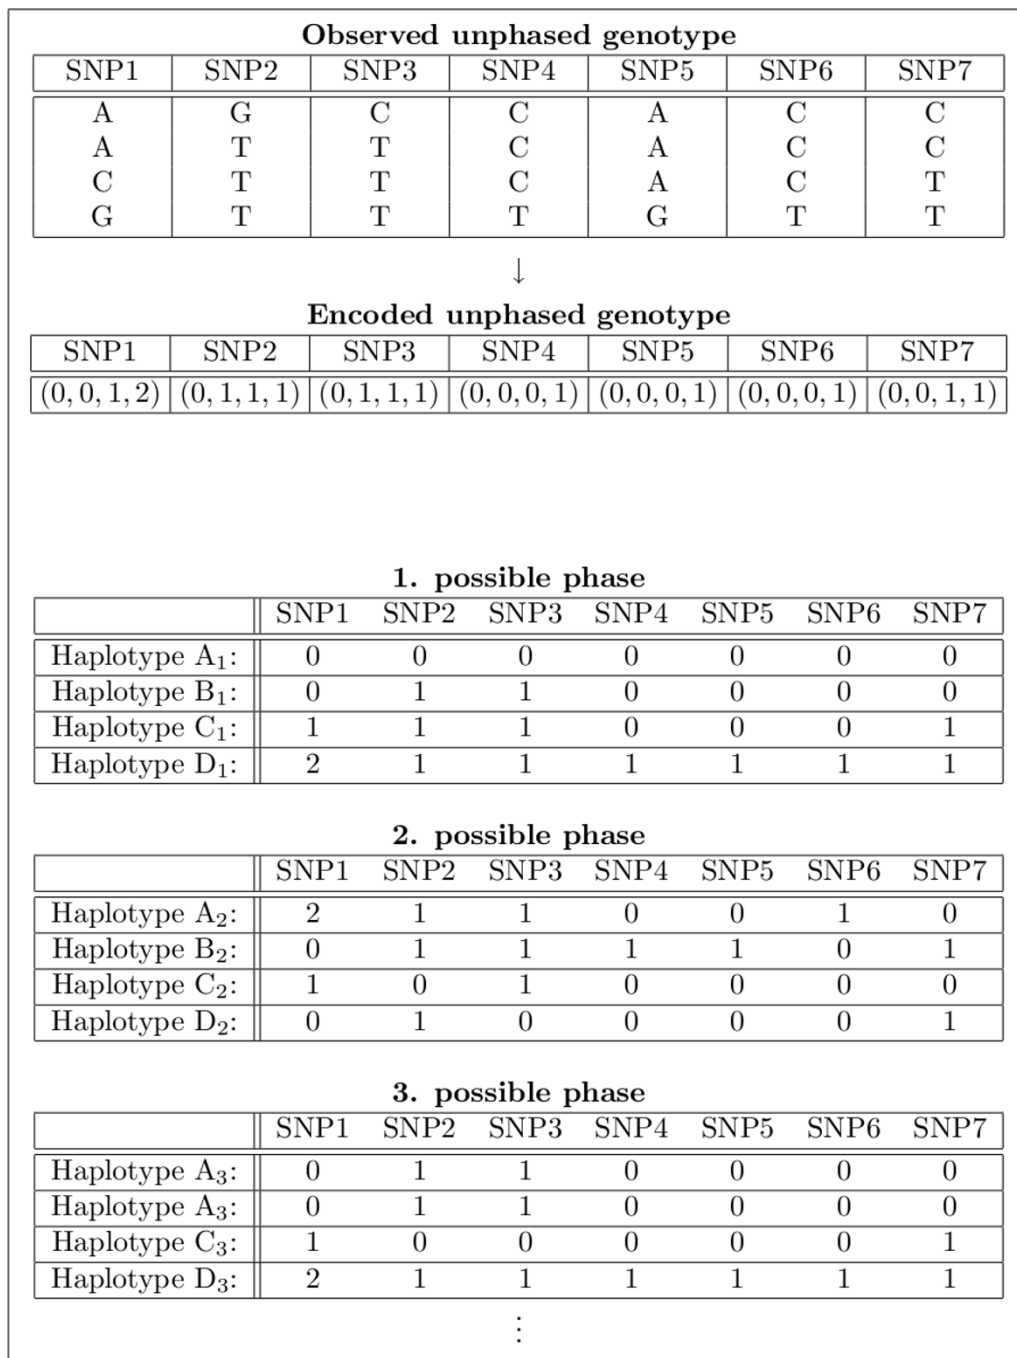 Observed unphased genotype
SNP1 SNP2 SNP3 SNP4 SNP5 SNP6 SNP7
A G C C A C C
A T T C A C C
C T T C A C T
G T T T G T T
↓
Encoded unphased genotype
SNP1 SNP2 SNP3 SNP4 SNP5 SNP6 SNP7
(0, 0, 1, 2) (0, 1, 1, 1) (0, 1, 1, 1) (0, 0, 0, 1) (0, 0, 0, 1) (0, 0, 0, 1) (0, 0, 1, 1)
1. possible phase
SNP1 SNP2 SNP3 SNP4 SNP5 SNP6 SNP7
Haplotype A₁: 0 0 0 0 0 0 0
Haplotype B₁: 0 1 1 0 0 0 0
Haplotype C₁: 1 1 1 0 0 0 1
Haplotype D₁: 2 1 1 1 1 1 1
2. possible phase
SNP1 SNP2 SNP3 SNP4 SNP5 SNP6 SNP7
Haplotype A₂: 2 1 1 0 0 1 0
Haplotype B₂: 0 1 1 1 1 0 1
Haplotype C₂: 1 0 1 0 0 0 0
Haplotype D₂: 0 1 0 0 0 0 1
3. possible phase
SNP1 SNP2 SNP3 SNP4 SNP5 SNP6 SNP7
Haplotype A₃: 0 1 1 0 0 0 0
Haplotype A₃: 0 1 1 0 0 0 0
Haplotype C₃: 1 0 0 0 0 0 1
Haplotype D₃: 2 1 1 1 1 1 1
⋮